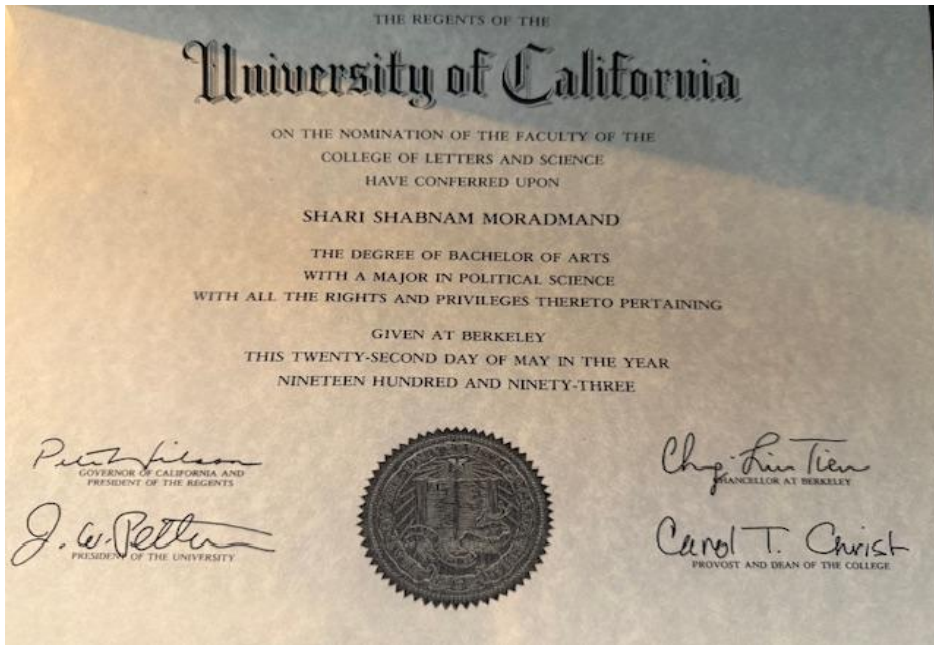 THE REGENTS OF THE
University of California
ON THE NOMINATION OF THE FACULTY OF THE
COLLEGE OF LETTERS AND SCIENCE
HAVE CONFERRED UPON
SHARI SHABNAM MORADMAND
THE DEGREE OF BACHELOR OF ARTS
WITH A MAJOR IN POLITICAL SCIENCE
WITH ALL THE RIGHTS AND PRIVILEGES THERETO PERTAINING
GIVEN AT BERKELEY
THIS TWENTY-SECOND DAY OF MAY IN THE YEAR
NINETEEN HUNDRED AND NINETY-THREE
Pete Wilson
GOVERNOR OF CALIFORNIA AND
PRESIDENT OF THE REGENTS
Chang-Lin Tien
CHANCELLOR AT BERKELEY
J. W. Peltason
PRESIDENT OF THE UNIVERSITY
Carol T. Christ
PROVOST AND DEAN OF THE COLLEGE